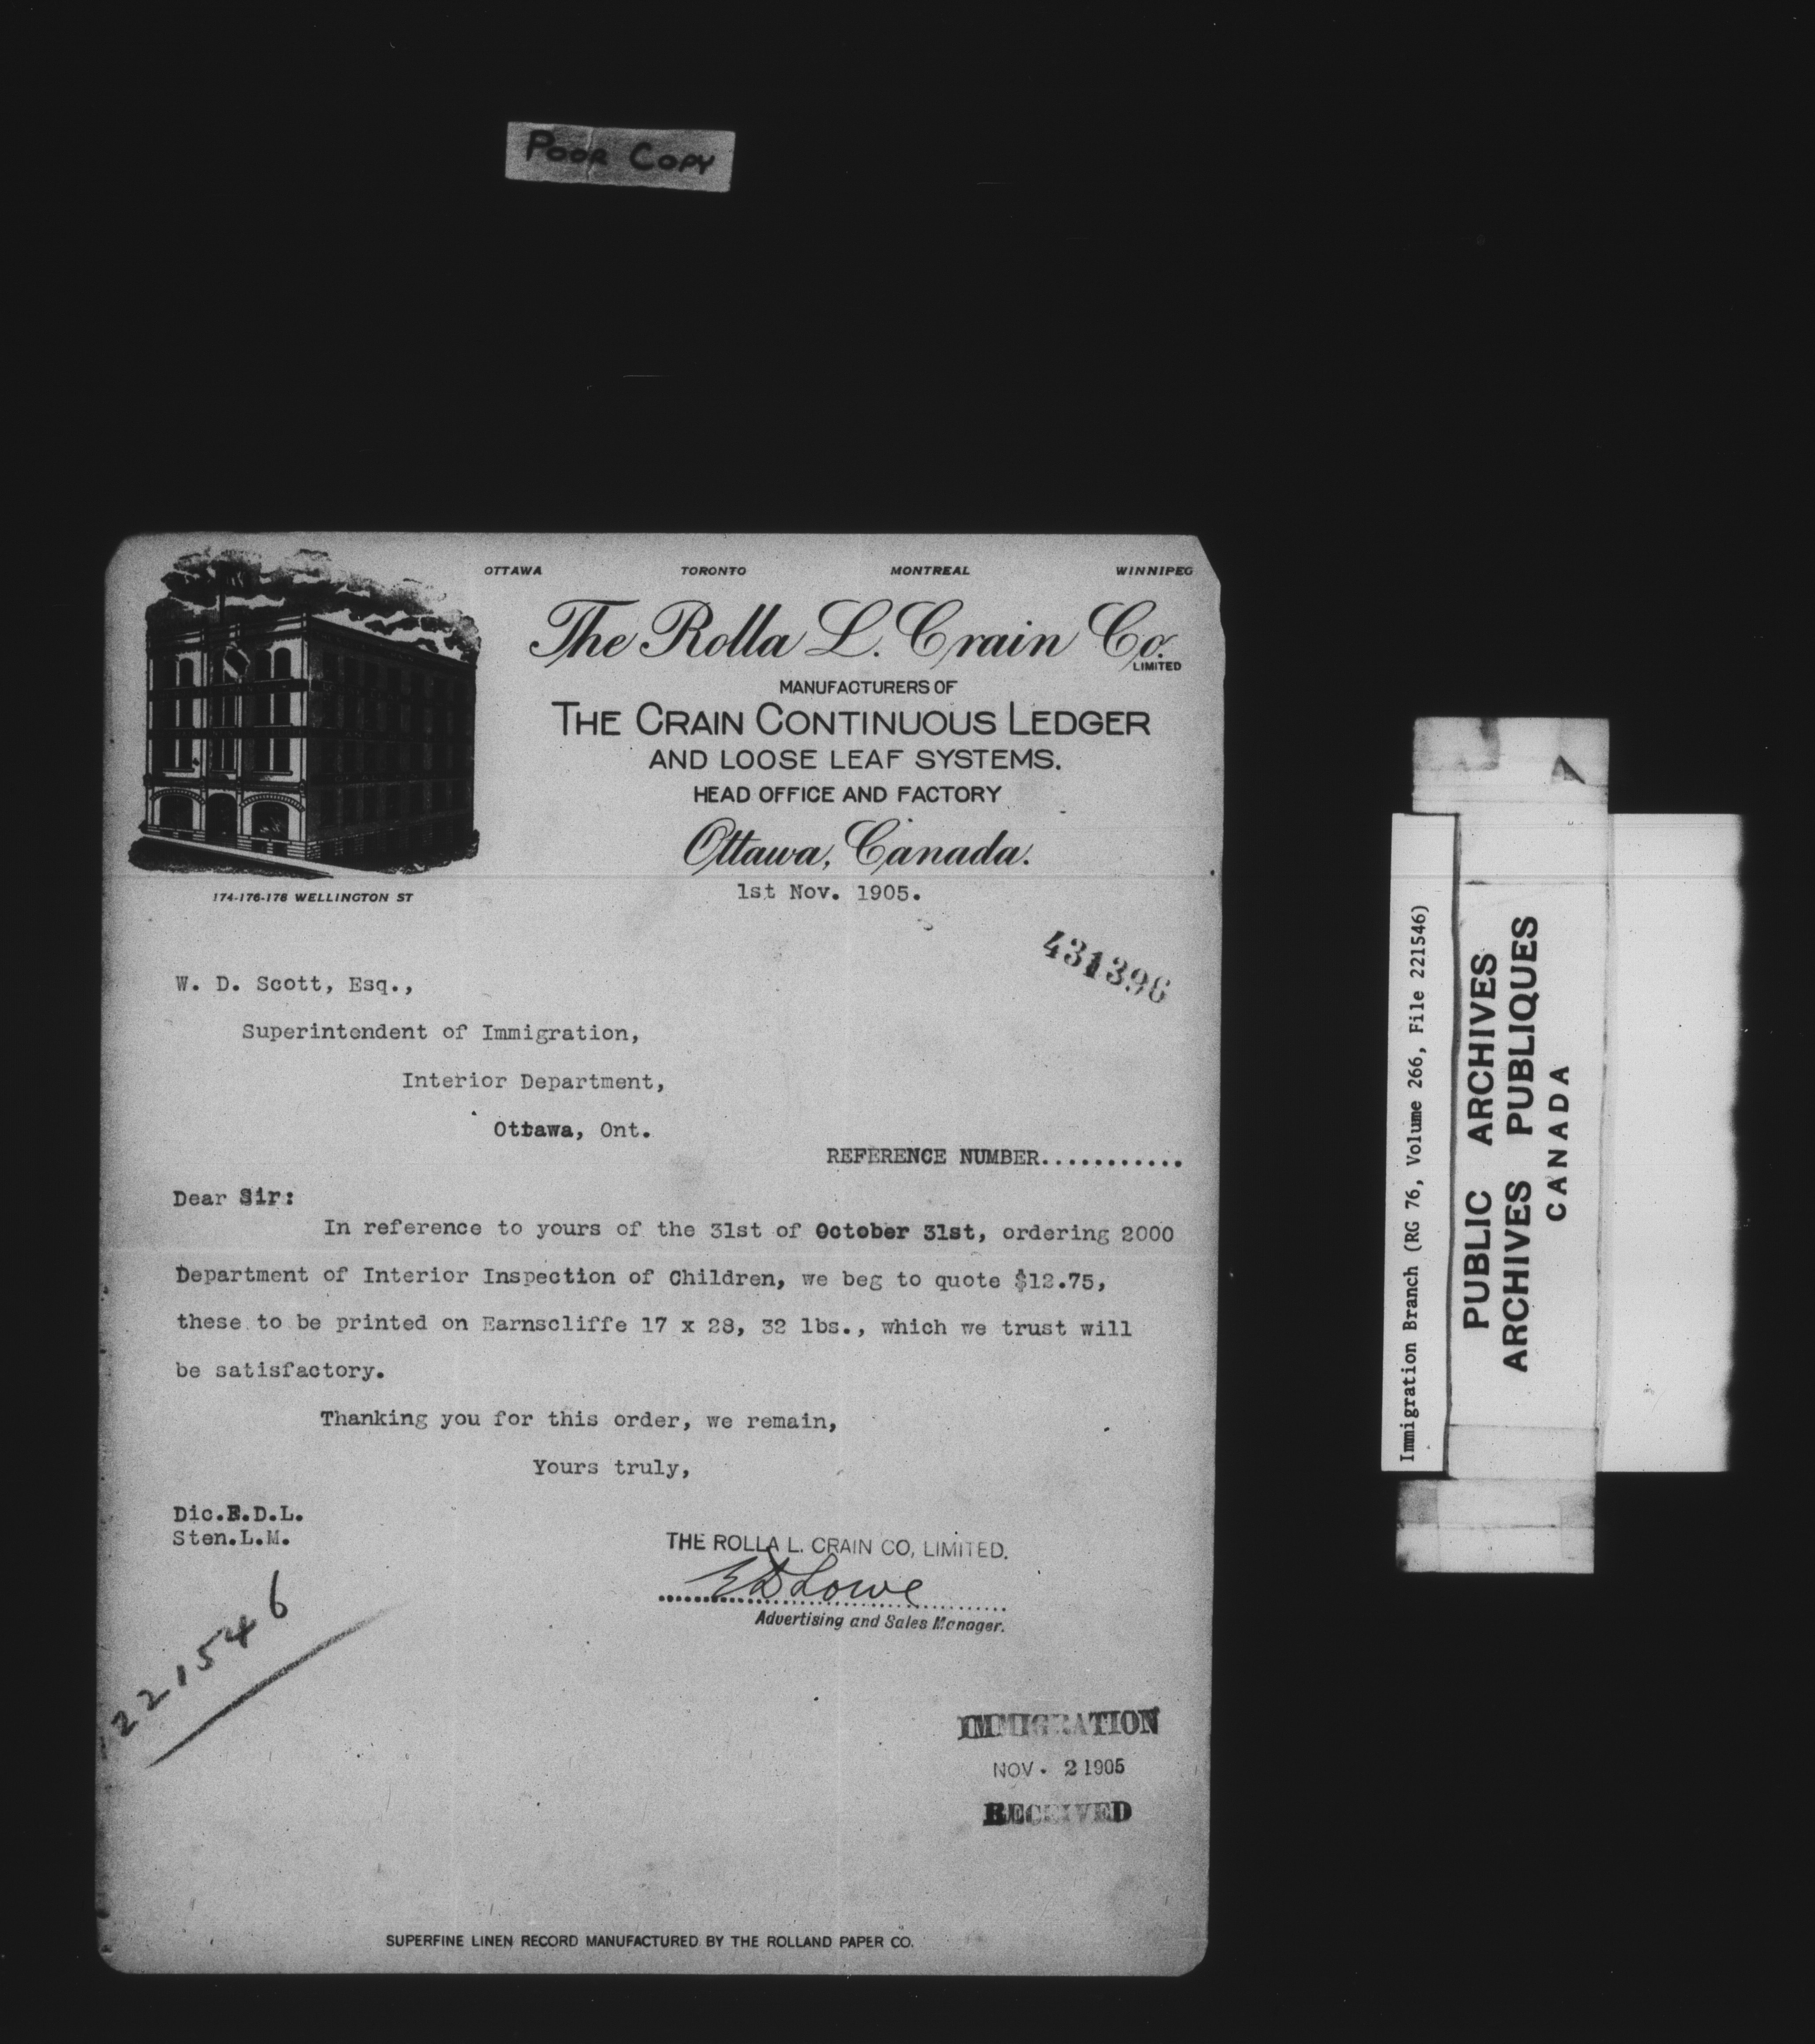 POOR COPY
OTTAWA TORONTO MONTREAL WINNIPEG
The Rolla L. Crain Co.
LIMITED
MANUFACTURERS OF
THE CRAIN CONTINUOUS LEDGER
AND LOOSE LEAF SYSTEMS.
HEAD OFFICE AND FACTORY
Ottawa, Canada.
174-176-178 WELLINGTON ST
1st Nov. 1905.
431396
W. D. Scott, Esq.,
Superintendent of Immigration,
Interior Department,
Ottawa, Ont.
REFERENCE NUMBER............
Dear Sir:
In reference to yours of the 31st of October 31st, ordering 2000
Department of Interior Inspection of Children, we beg to quote $12.75,
these to be printed on Earnscliffe 17 x 28, 32 lbs., which we trust will
be satisfactory.
Thanking you for this order, we remain,
Yours truly,
Dic.E.D.L.
Sten.L.M.
THE ROLLA L. CRAIN CO, LIMITED.
E D Lowe
Advertising and Sales Manager.
221546
IMMIGRATION
NOV. 2 1905
RECEIVED
SUPERFINE LINEN RECORD MANUFACTURED BY THE ROLLAND PAPER CO.
Immigration Branch (RG 76, Volume 266, File 221546)
PUBLIC ARCHIVES
ARCHIVES PUBLIQUES
CANADA